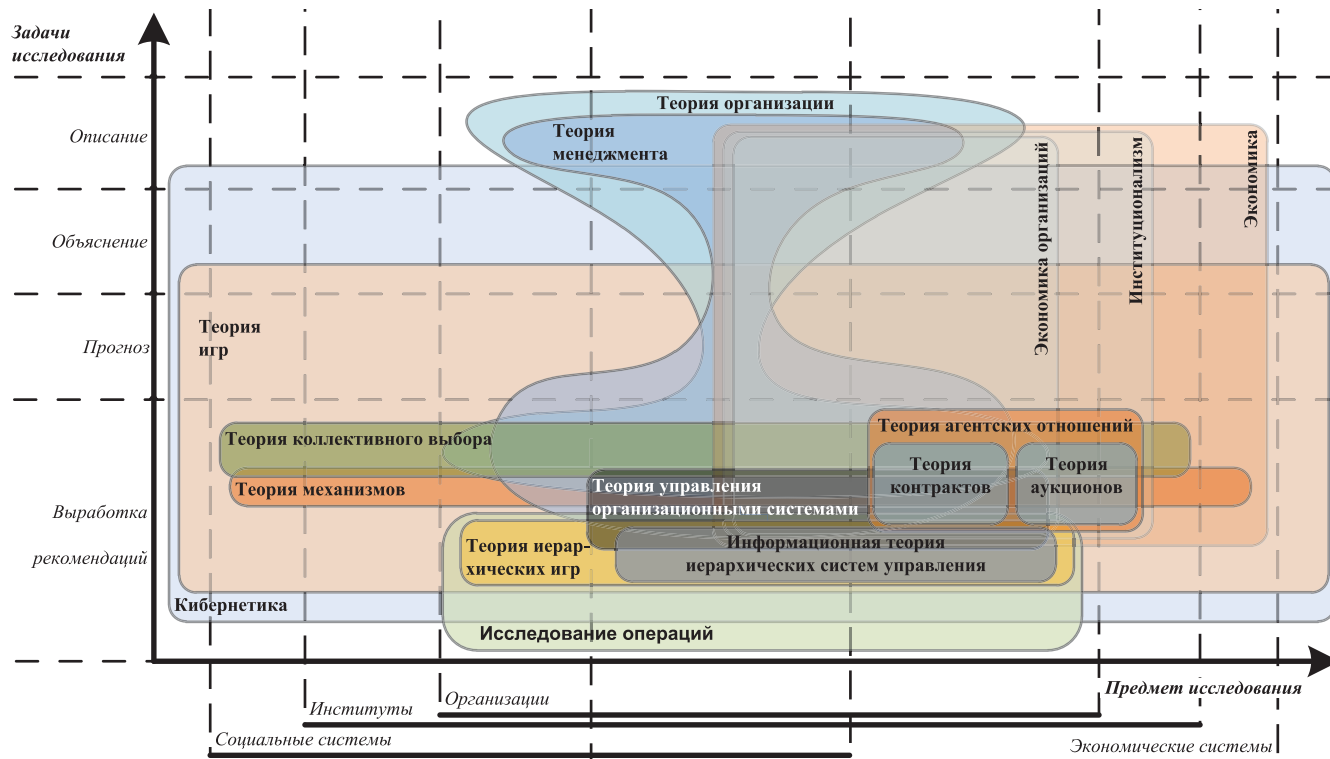 Задачи
исследования
Теория организации
Теория
менеджмента
Описание
Экономика организаций
Институционализм
Экономика
Объяснение
Теория
игр
Прогноз
Теория коллективного выбора
Теория агентских отношений
Теория механизмов
Теория управления
организационными системами
Теория
контрактов
Теория
аукционов
Выработка
рекомендаций
Теория иерар-
хических игр
Информационная теория
иерархических систем управления
Кибернетика
Исследование операций
Предмет исследования
Организации
Институты
Социальные системы
Экономические системы